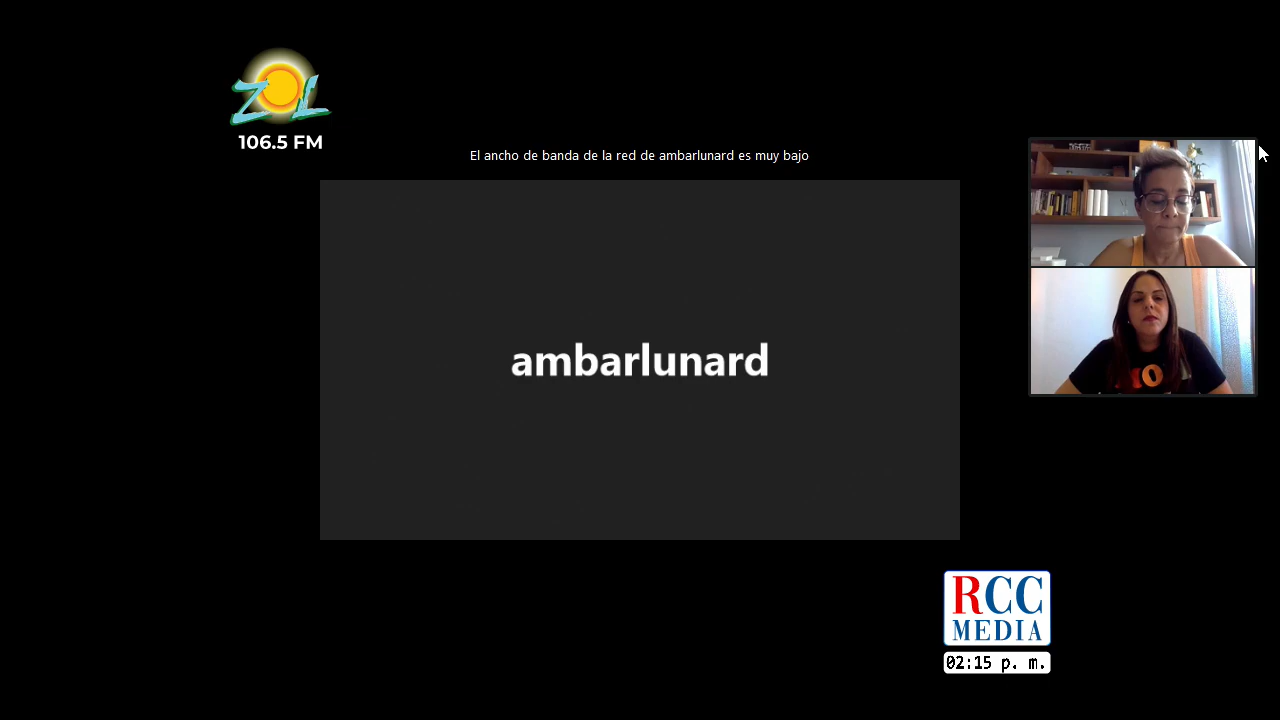 ZOL
106.5 FM
El ancho de banda de la red de ambarlunard es muy bajo
ambarlunard
RCC
MEDIA
02:15 p. m.